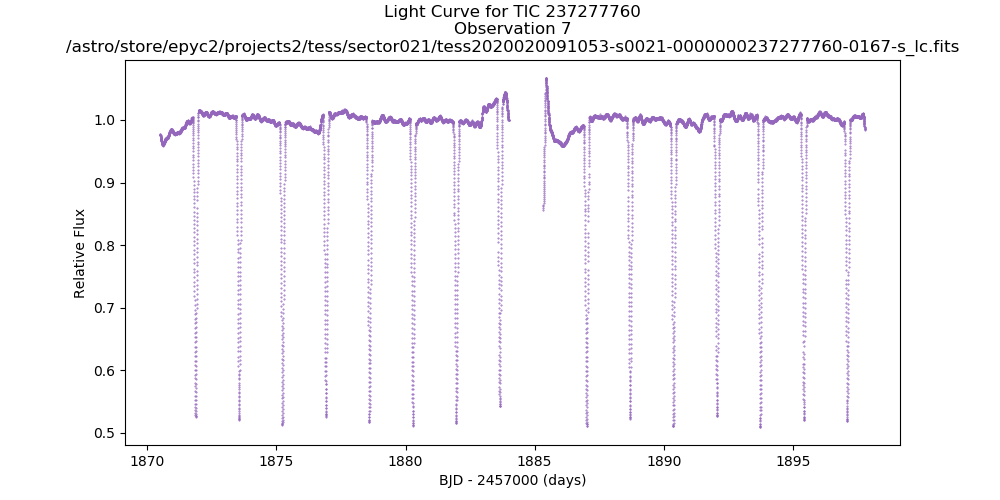 Light Curve for TIC 237277760
Observation 7
/astro/store/epyc2/projects2/tess/sector021/tess2020020091053-s0021-0000000237277760-0167-s_lc.fits
1.0
0.9
0.8
0.7
0.6
0.5
Relative Flux
1870
1875
1880
1885
1890
1895
BJD - 2457000 (days)